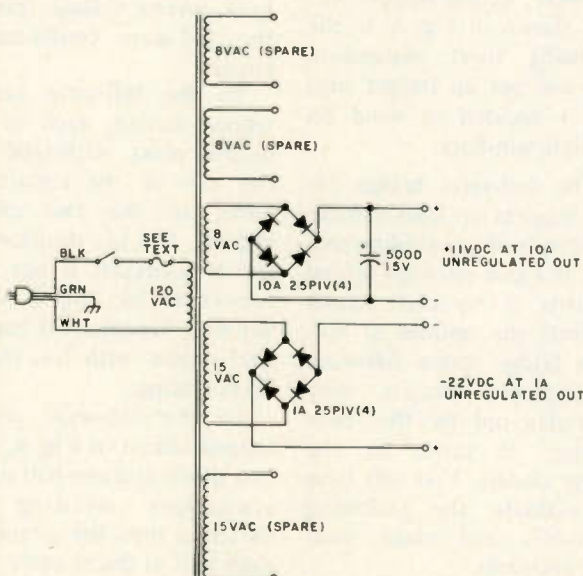 8VAC (SPARE)
8VAC (SPARE)
8
VAC
10A 25PIV(4)
5000
15V
+
+11VDC AT 10A
UNREGULATED OUT
-
BLK
SEE
TEXT
GRN
120
VAC
WHT
-
15
VAC
-22VDC AT 1A
UNREGULATED OUT
1A 25PIV(4)
+
15VAC (SPARE)